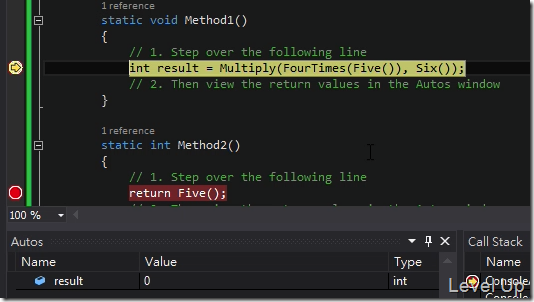 1 reference
static void Method1()
{
// 1. Step over the following line
int result = Multiply(FourTimes(Five()), Six());
// 2. Then view the return values in the Autos window
}
1 reference
static int Method2()
{
// 1. Step over the following line
return Five();
100 %
Autos
Call Stack
Name Value Type
Name
result 0 int
Console
Level Up